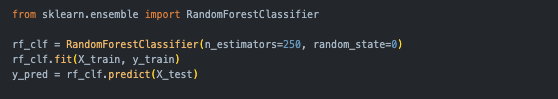 from sklearn.ensemble import RandomForestClassifier
rf_clf = RandomForestClassifier(n_estimators=250, random_state=0)
rf_clf.fit(X_train, y_train)
y_pred = rf_clf.predict(X_test)